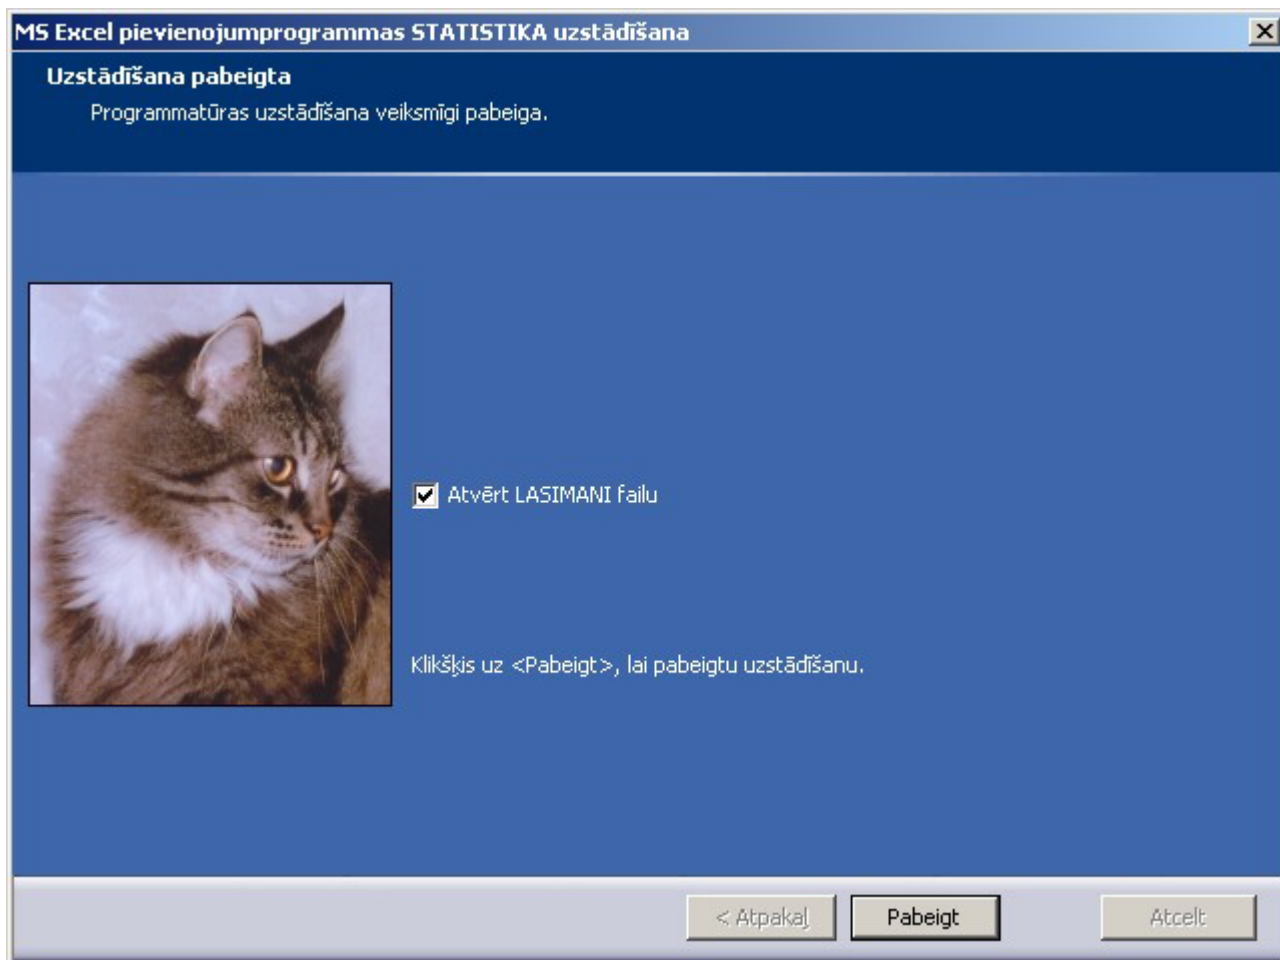 MS Excel pievienojumprogrammas STATISTIKA uzstādīšana
Uzstādīšana pabeigta
Programmatūras uzstādīšana veiksmīgi pabeiga.
Atvērt LASIMANI failu
Klikšķis uz <Pabeigt>, lai pabeigtu uzstādīšanu.
< Atpakaļ Pabeigt Atcelt